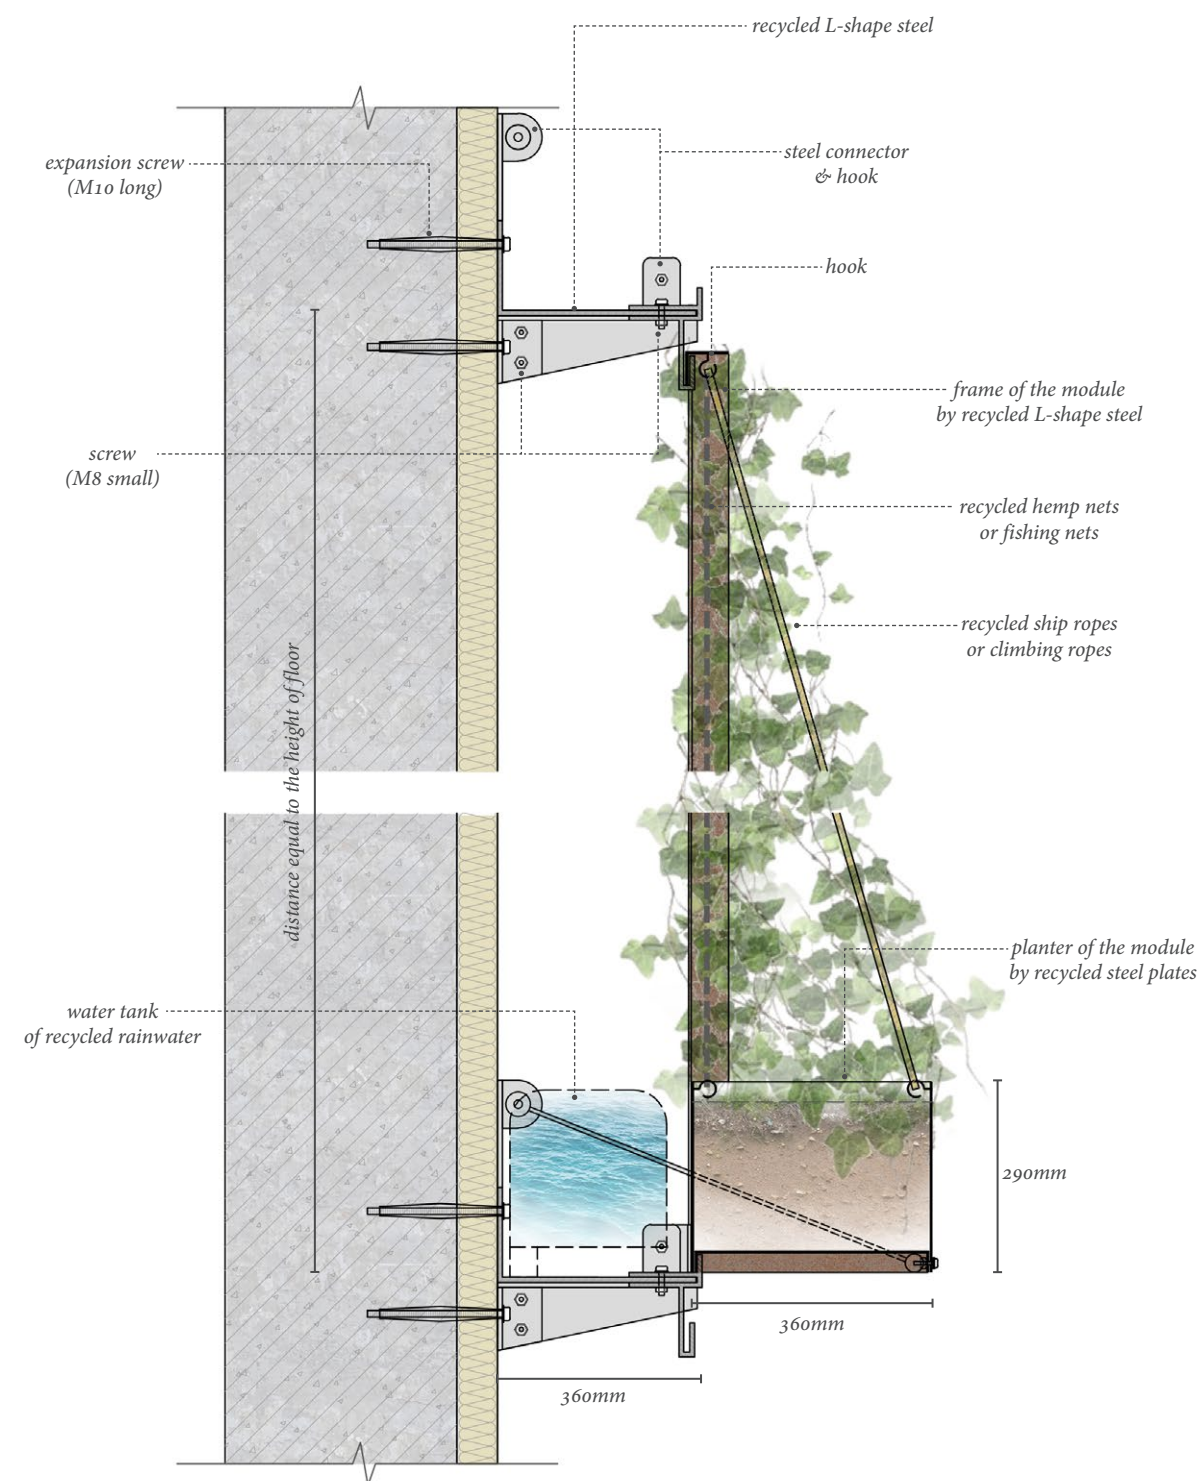 recycled L-shape steel
steel connector
& hook
expansion screw
(M10 long)
hook
frame of the module
by recycled L-shape steel
screw
(M8 small)
recycled hemp nets
or fishing nets
recycled ship ropes
or climbing ropes
distance equal to the height of floor
planter of the module
by recycled steel plates
water tank
of recycled rainwater
290mm
360mm
360mm